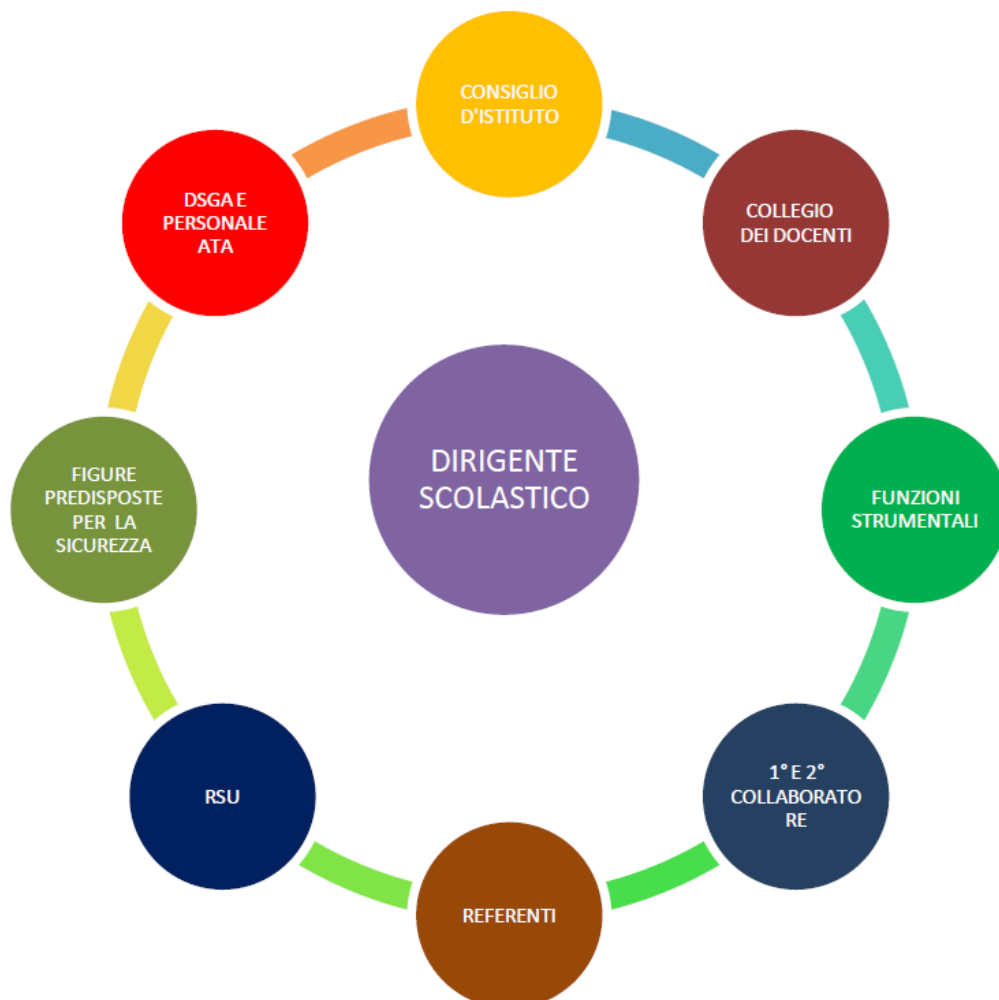 CONSIGLIO
D'ISTITUTO
COLLEGIO
DEI DOCENTI
FUNZIONI
STRUMENTALI
1° E 2°
COLLABORATO
RE
REFERENTI
RSU
FIGURE
PREDISPOSTE
PER LA
SICUREZZA
DSGA E
PERSONALE
ATA
DIRIGENTE
SCOLASTICO